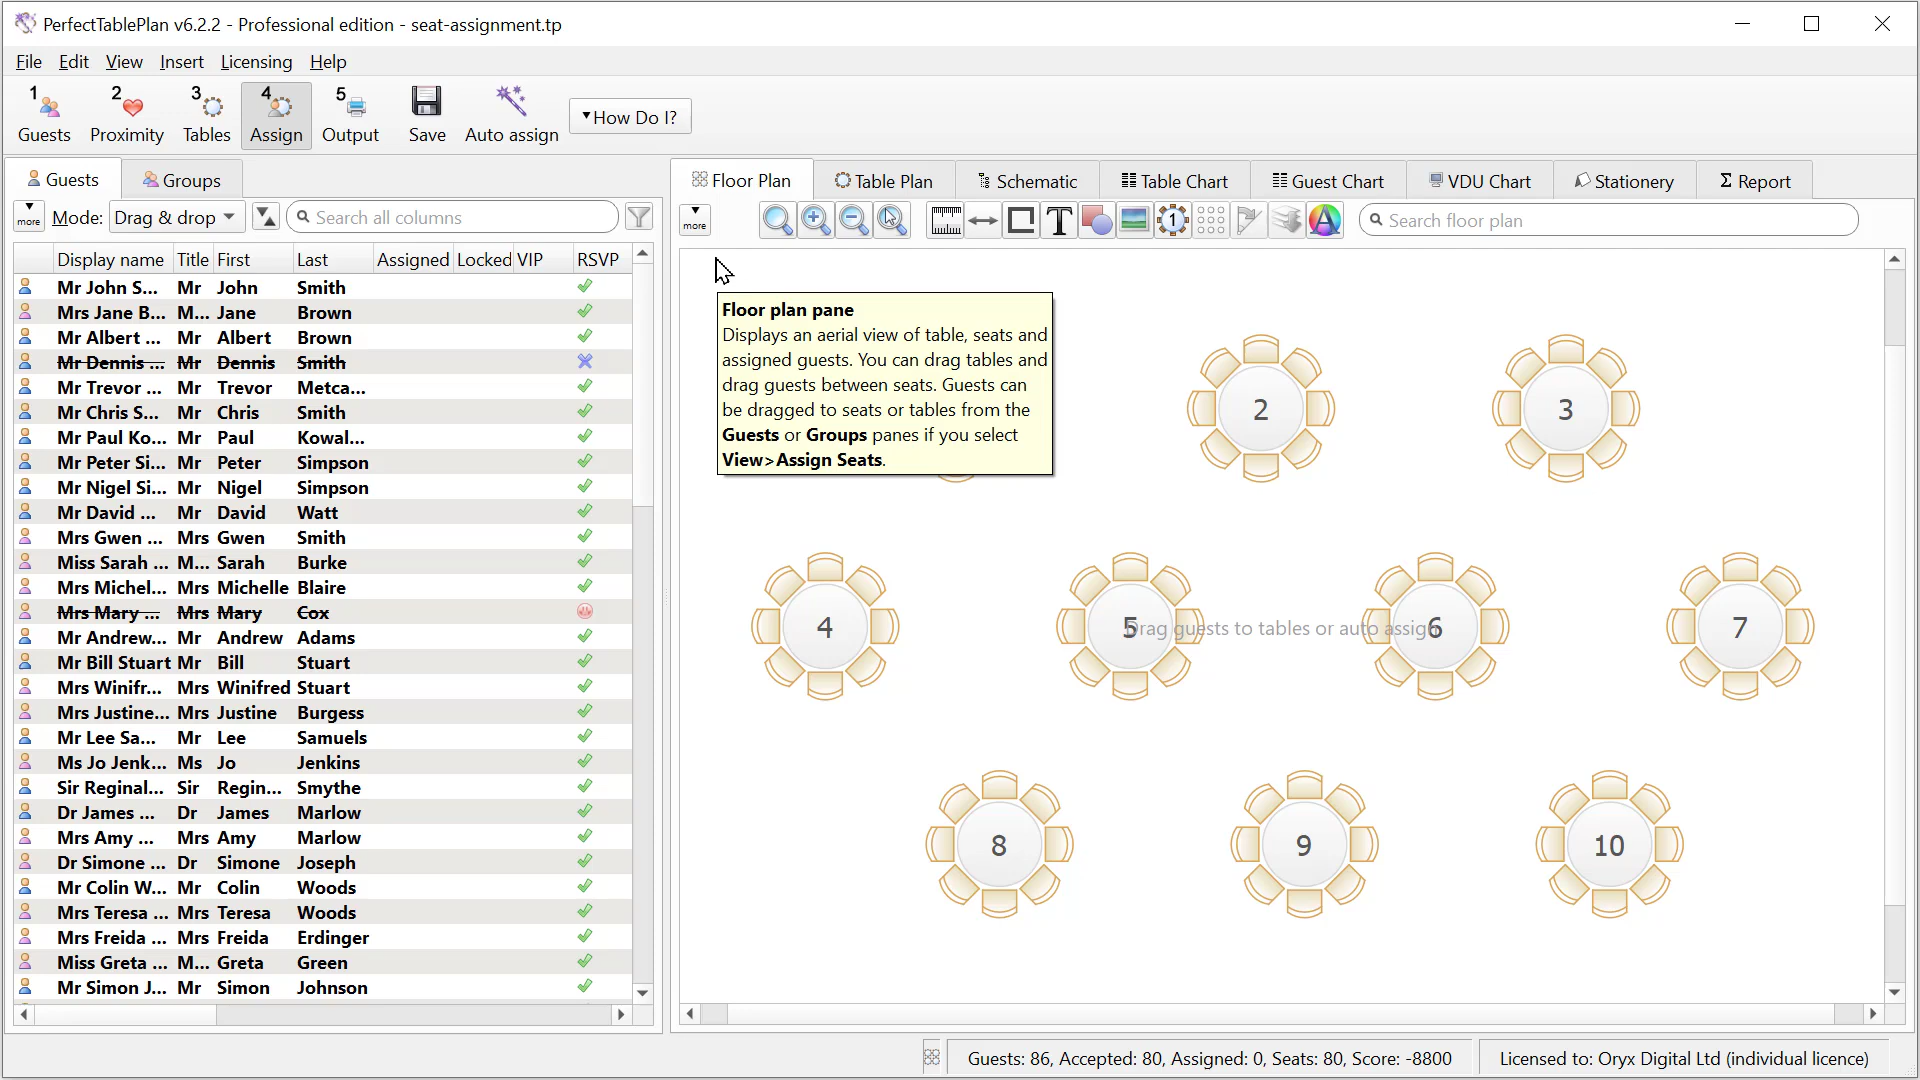 PerfectTablePlan v6.2.2 - Professional edition - seat-assignment.tp
File Edit View Insert Licensing Help
1 2 3 4 5
Guests Proximity Tables Assign Output Save Auto assign How Do I?
Guests Groups
Floor Plan Table Plan Schematic Table Chart Guest Chart VDU Chart Stationery Σ Report
more Mode: Drag & drop Search all columns
more T 1 A Search floor plan
Display name Title First Last Assigned Locked VIP RSVP
Mr John S... Mr John Smith
Mrs Jane B... M... Jane Brown
Mr Albert ... Mr Albert Brown
Mr Dennis ... Mr Dennis Smith
Mr Trevor ... Mr Trevor Metca...
Mr Chris S... Mr Chris Smith
Mr Paul Ko... Mr Paul Kowal...
Mr Peter Si... Mr Peter Simpson
Mr Nigel Si... Mr Nigel Simpson
Mr David ... Mr David Watt
Mrs Gwen ... Mrs Gwen Smith
Miss Sarah ... M... Sarah Burke
Mrs Michel... Mrs Michelle Blaire
Mrs Mary ... Mrs Mary Cox
Mr Andrew... Mr Andrew Adams
Mr Bill Stuart Mr Bill Stuart
Mrs Winifr... Mrs Winifred Stuart
Mrs Justine... Mrs Justine Burgess
Mr Lee Sa... Mr Lee Samuels
Ms Jo Jenk... Ms Jo Jenkins
Sir Reginal... Sir Regin... Smythe
Dr James ... Dr James Marlow
Mrs Amy ... Mrs Amy Marlow
Dr Simone ... Dr Simone Joseph
Mr Colin W... Mr Colin Woods
Mrs Teresa ... Mrs Teresa Woods
Mrs Freida ... Mrs Freida Erdinger
Miss Greta ... M... Greta Green
Mr Simon J... Mr Simon Johnson
Floor plan pane
Displays an aerial view of table, seats and
assigned guests. You can drag tables and
drag guests between seats. Guests can
be dragged to seats or tables from the
Guests or Groups panes if you select
View>Assign Seats.
2 3
4 5 6 7
Drag guests to tables or auto assign
8 9 10
Guests: 86, Accepted: 80, Assigned: 0, Seats: 80, Score: -8800
Licensed to: Oryx Digital Ltd (individual licence)